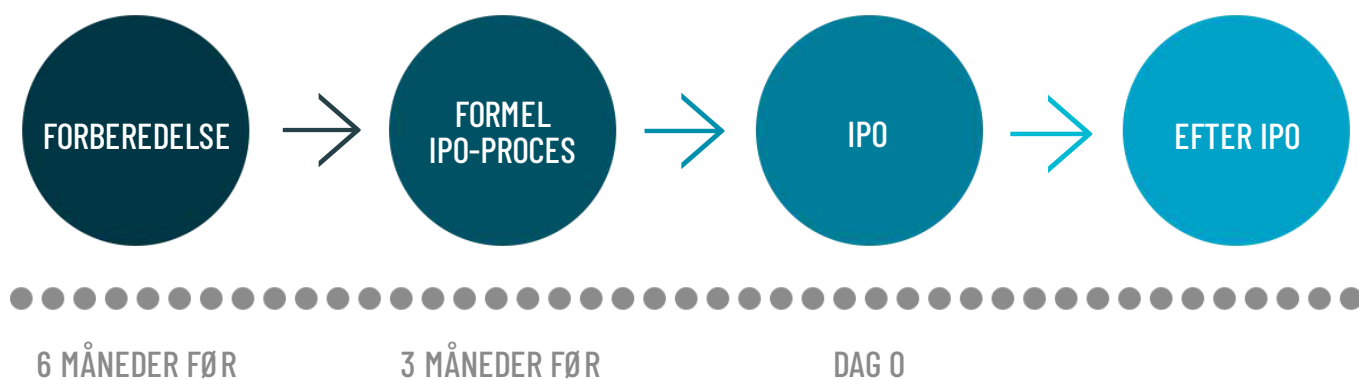 FORBEREDELSE
FORMEL
IPO-PROCES
IPO
EFTER IPO
6 MÅNEDER FØR
3 MÅNEDER FØR
DAG 0